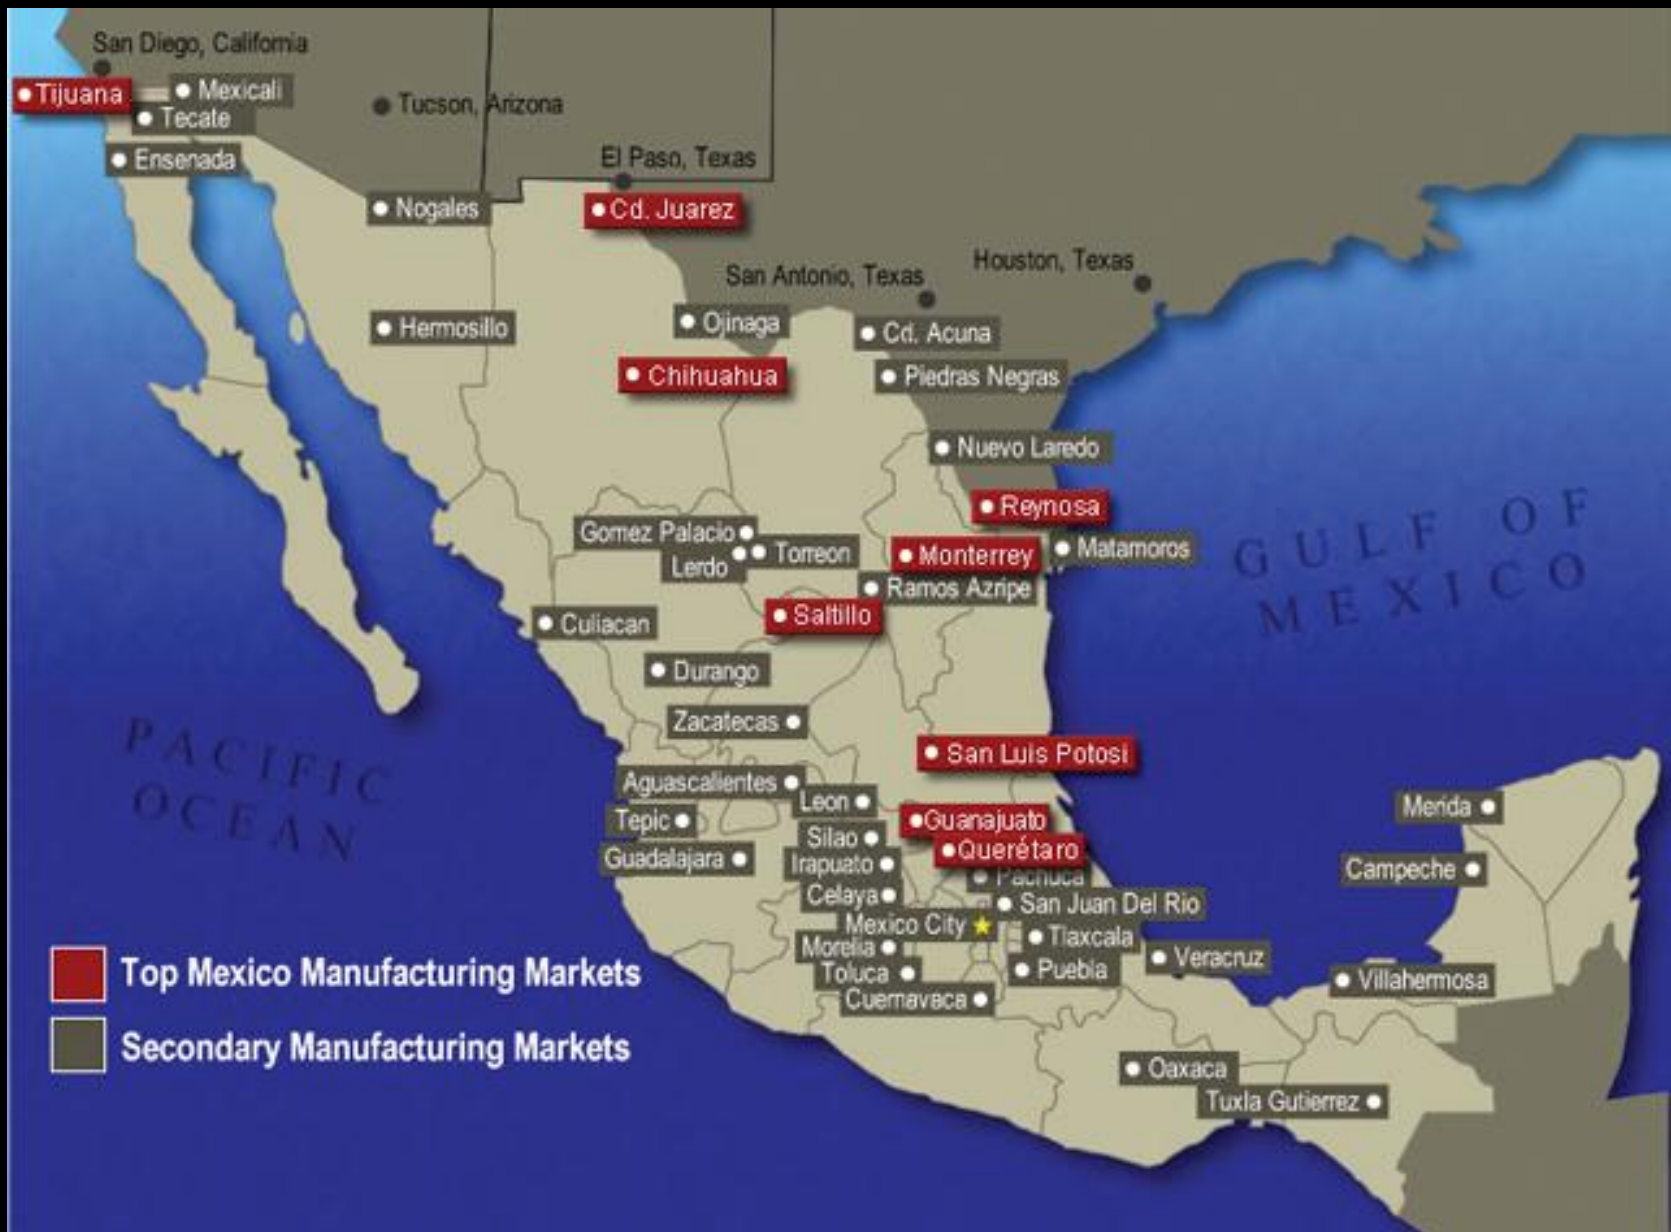 San Diego, California
Tijuana
Mexicali
Tecate
Tucson, Arizona
Ensenada
El Paso, Texas
Nogales
Cd. Juarez
San Antonio, Texas
Houston, Texas
Hermosillo
Ojinaga
Cd. Acuna
Chihuahua
Piedras Negras
Nuevo Laredo
Reynosa
GULF OF
MEXICO
Gomez Palacio
Lerdo
Torreon
Monterrey
Matamoros
Ramos Azripe
Saltillo
Culiacan
Durango
Zacatecas
San Luis Potosi
PACIFIC
OCEAN
Aguascalientes
Leon
Tepic
Guanajuato
Silao
Guadalajara
Querétaro
Irapuato
Pachuca
Celaya
San Juan Del Rio
Mexico City
Tlaxcala
Morelia
Puebla
Veracruz
Toluca
Cuernavaca
Merida
Campeche
Villahermosa
Oaxaca
Tuxla Gutierrez
Top Mexico Manufacturing Markets
Secondary Manufacturing Markets